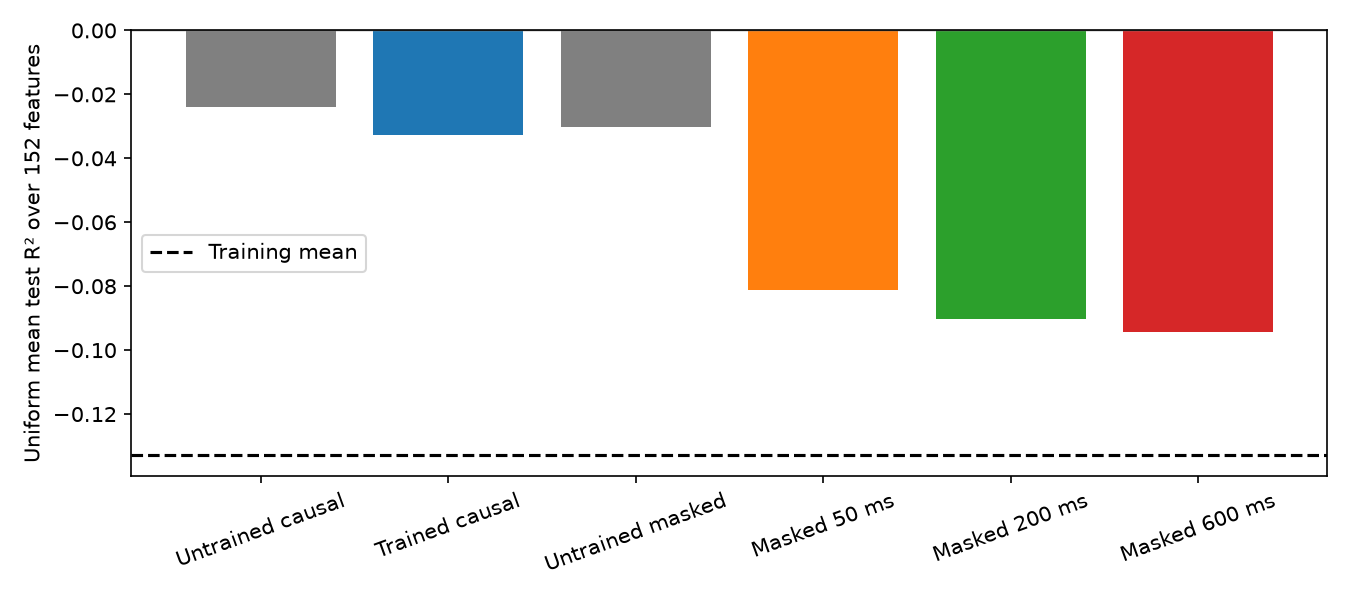 Uniform mean test R² over 152 features
0.00
−0.02
−0.04
−0.06
−0.08
−0.10
−0.12
Training mean
Untrained causal
Trained causal
Untrained masked
Masked 50 ms
Masked 200 ms
Masked 600 ms